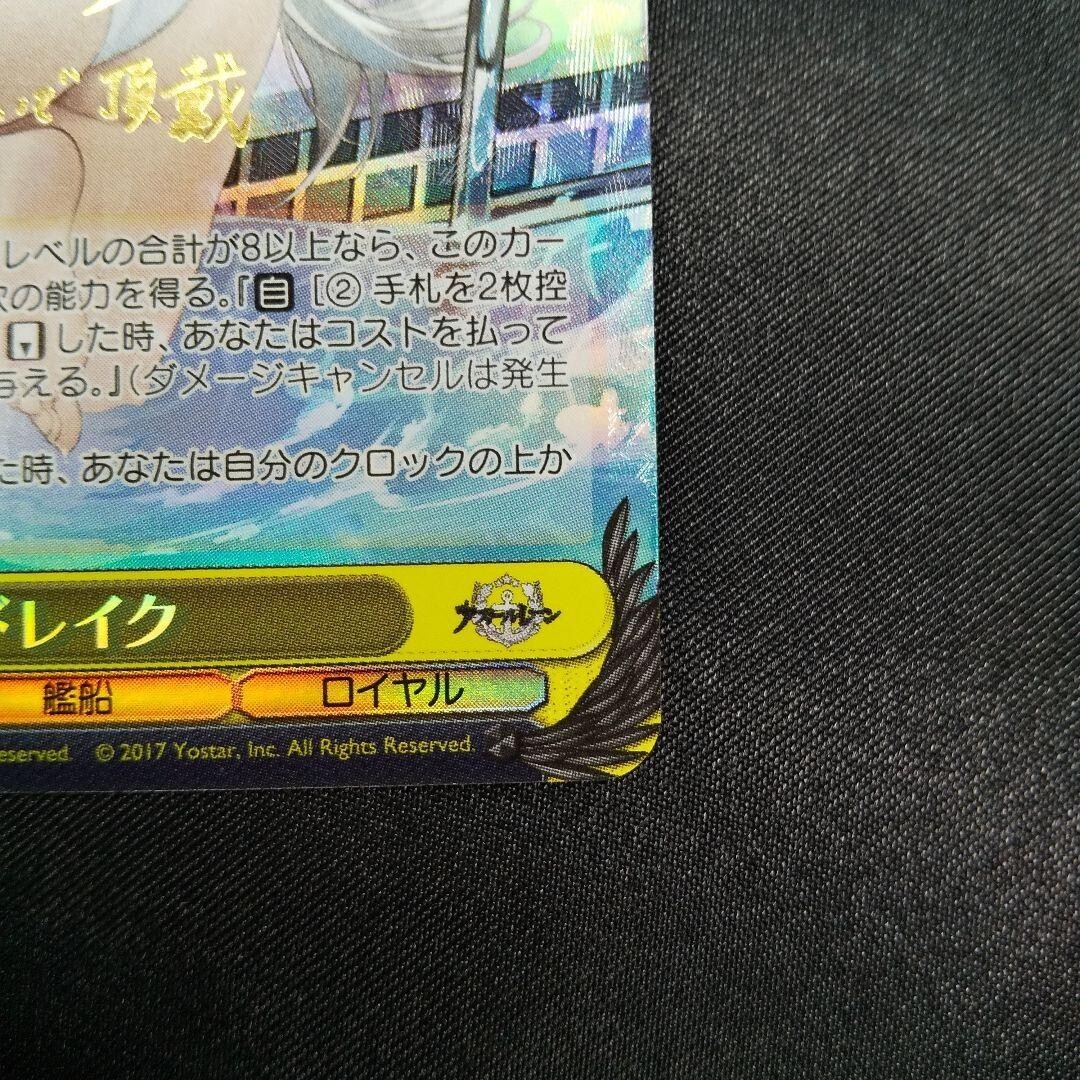 頂戴
レベルの合計が8以上なら、このカー
次の能力を得る。｢自［② 手札を2枚控
した時、あなたはコストを払って
与える。｣（ダメージキャンセルは発生
た時、あなたは自分のクロックの上か
ドレイク
アズールレーン
艦船
ロイヤル
eserved. © 2017 Yostar, Inc. All Rights Reserved.